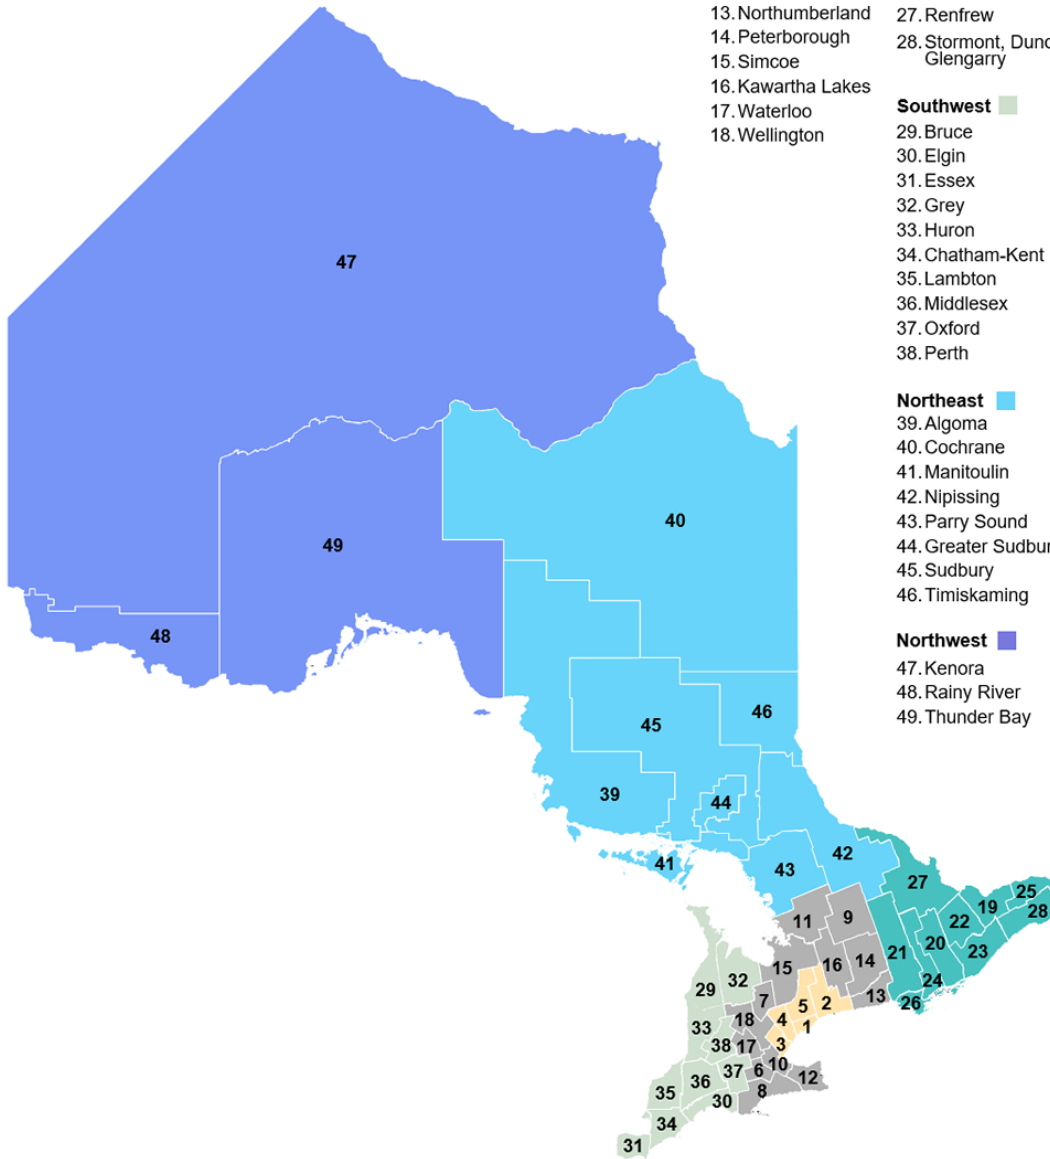 13. Northumberland
14. Peterborough
15. Simcoe
16. Kawartha Lakes
17. Waterloo
18. Wellington
27. Renfrew
28. Stormont, Dun
Glengarry
Southwest
29. Bruce
30. Elgin
31. Essex
32. Grey
33. Huron
34. Chatham-Kent
35. Lambton
36. Middlesex
37. Oxford
38. Perth
Northeast
39. Algoma
40. Cochrane
41. Manitoulin
42. Nipissing
43. Parry Sound
44. Greater Sudbur
45. Sudbury
46. Timiskaming
Northwest
47. Kenora
48. Rainy River
49. Thunder Bay
47
40
49
48
46
45
39
44
42
41
43
27
25
19
28
11
9
22
20
23
21
14
16
15
32
24
29
13
26
7
5
2
18
4
1
33
38
17
3
10
37
6
12
36
8
35
30
34
31